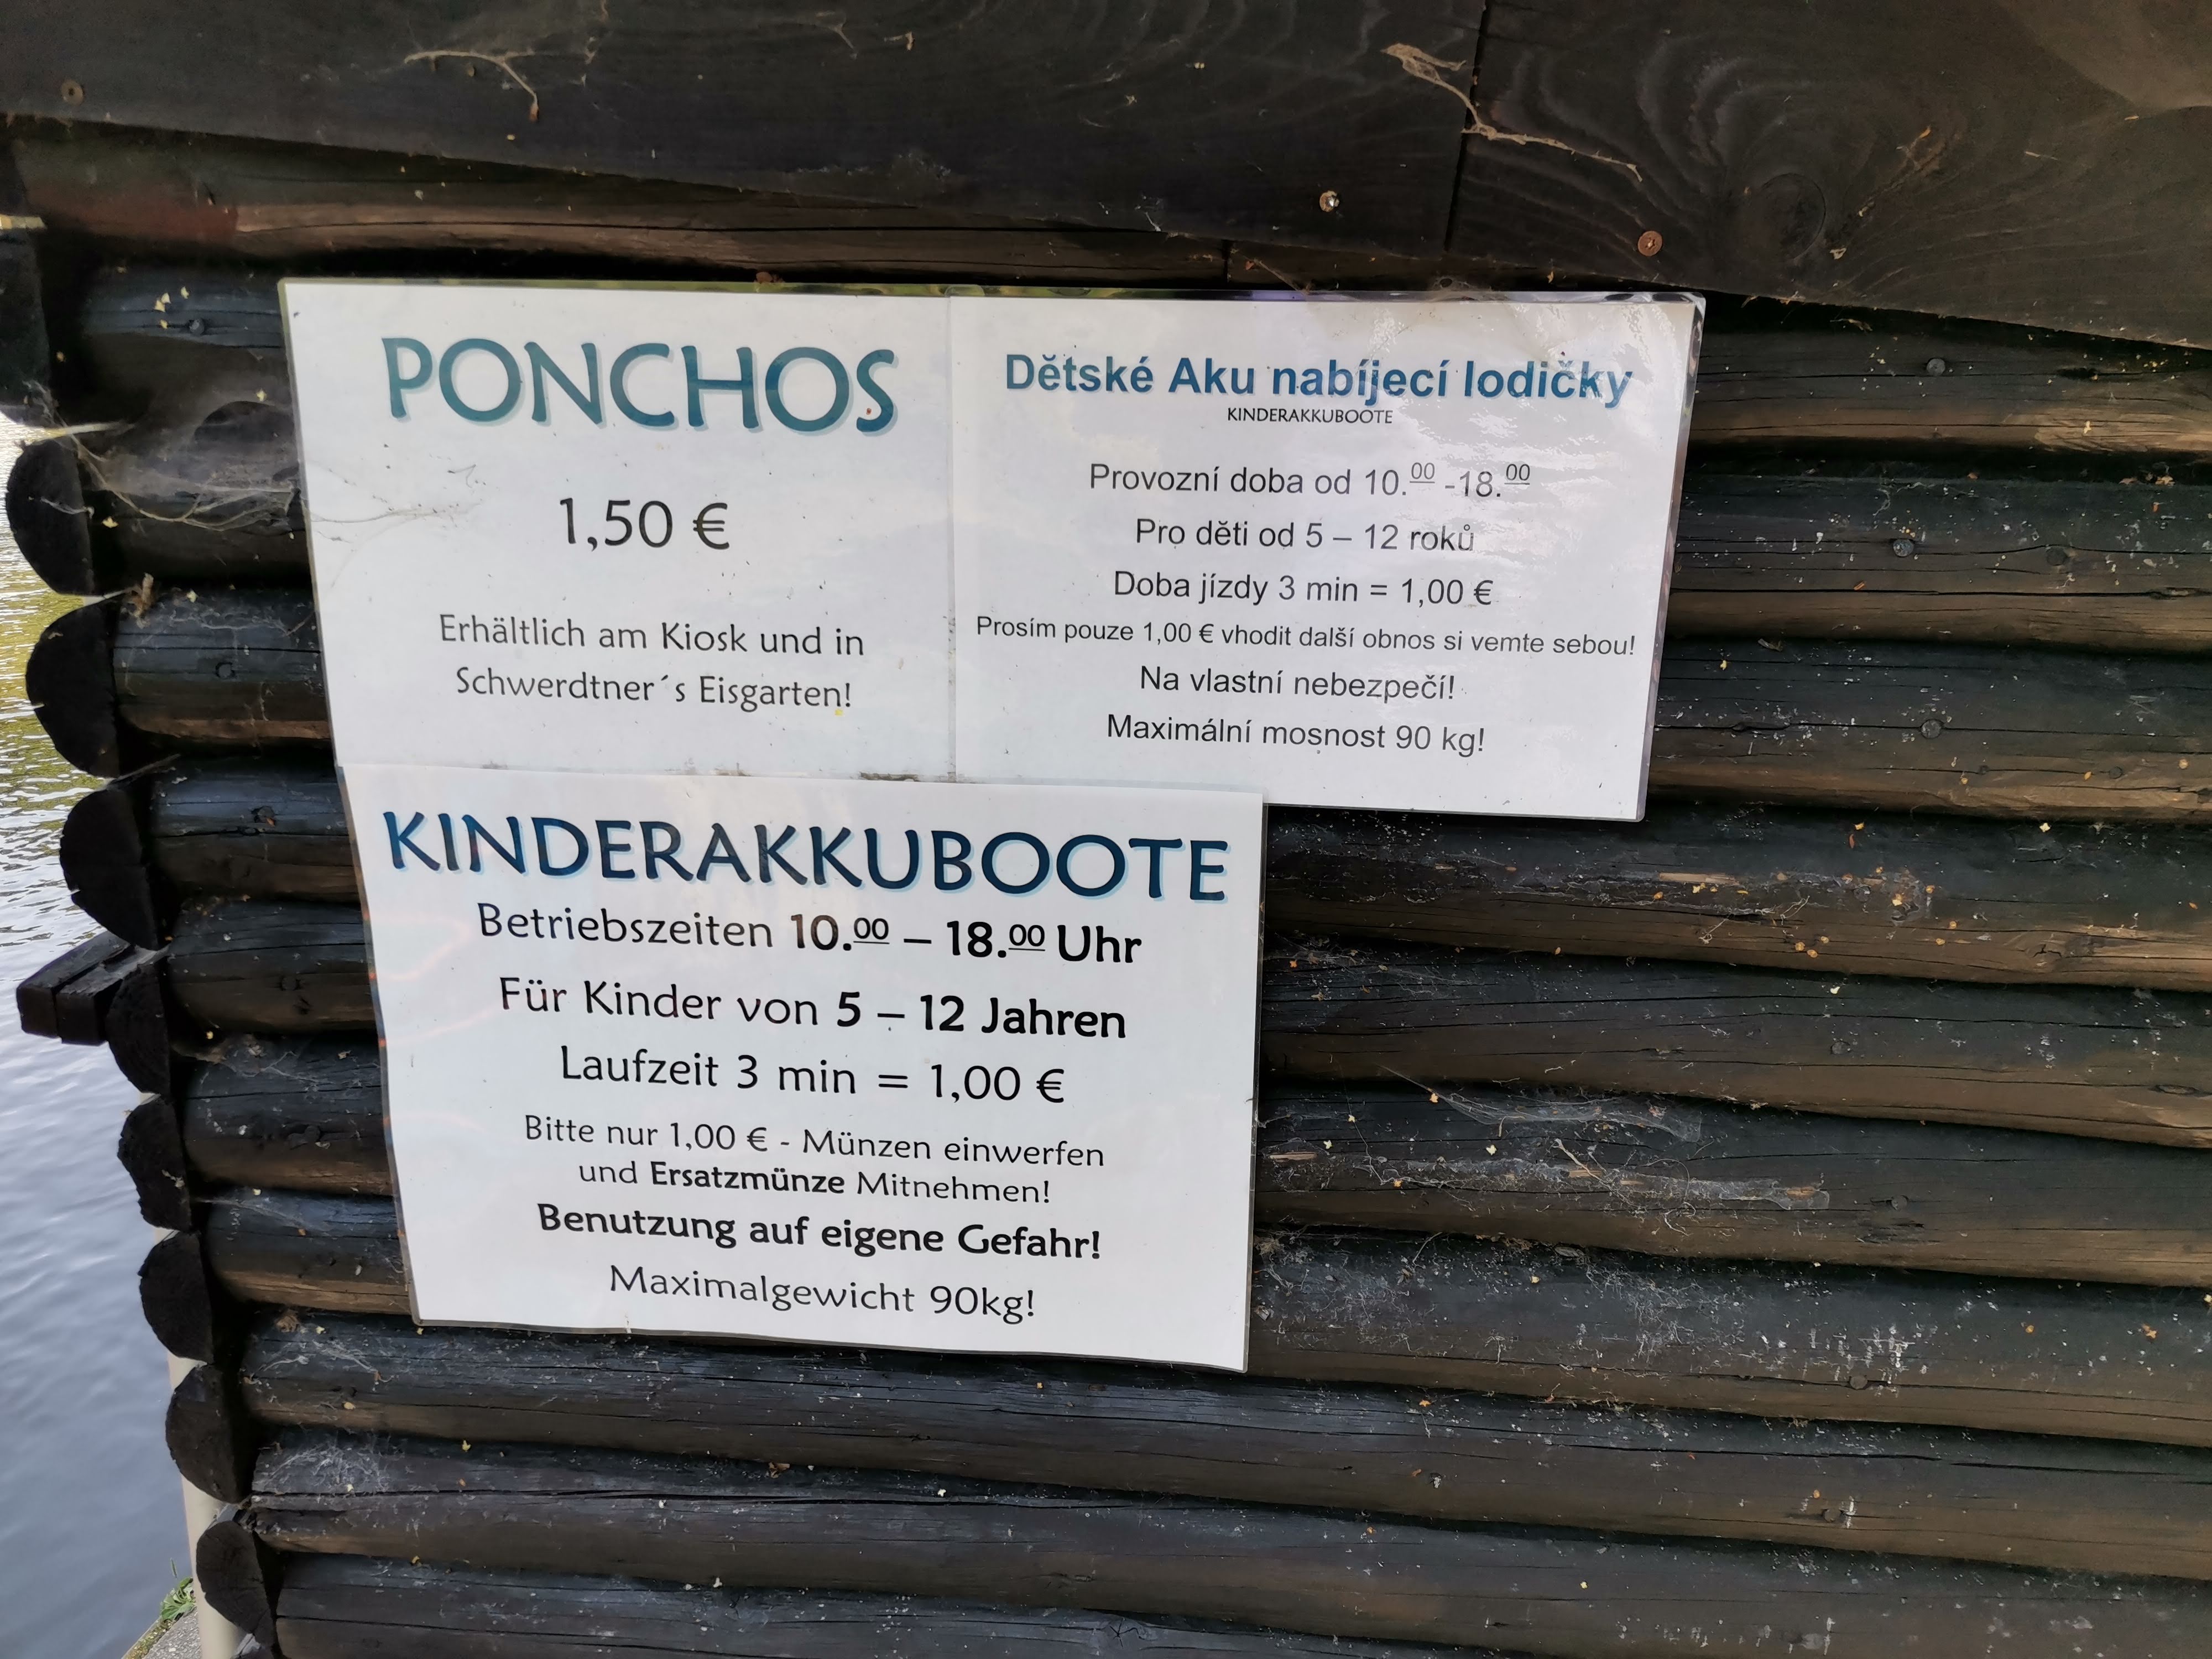 PONCHOS
1,50 €
Erhältlich am Kiosk und in
Schwerdtner´s Eisgarten!
Dětské Aku nabíjecí lodičky
KINDERAKKUBOOTE
Provozní doba od 10.00 -18.00
Pro děti od 5 – 12 roků
Doba jízdy 3 min = 1,00 €
Prosím pouze 1,00 € vhodit další obnos si vemte sebou!
Na vlastní nebezpečí!
Maximální mosnost 90 kg!
KINDERAKKUBOOTE
Betriebszeiten 10.00 – 18.00 Uhr
Für Kinder von 5 – 12 Jahren
Laufzeit 3 min = 1,00 €
Bitte nur 1,00 € - Münzen einwerfen
und Ersatzmünze Mitnehmen!
Benutzung auf eigene Gefahr!
Maximalgewicht 90kg!